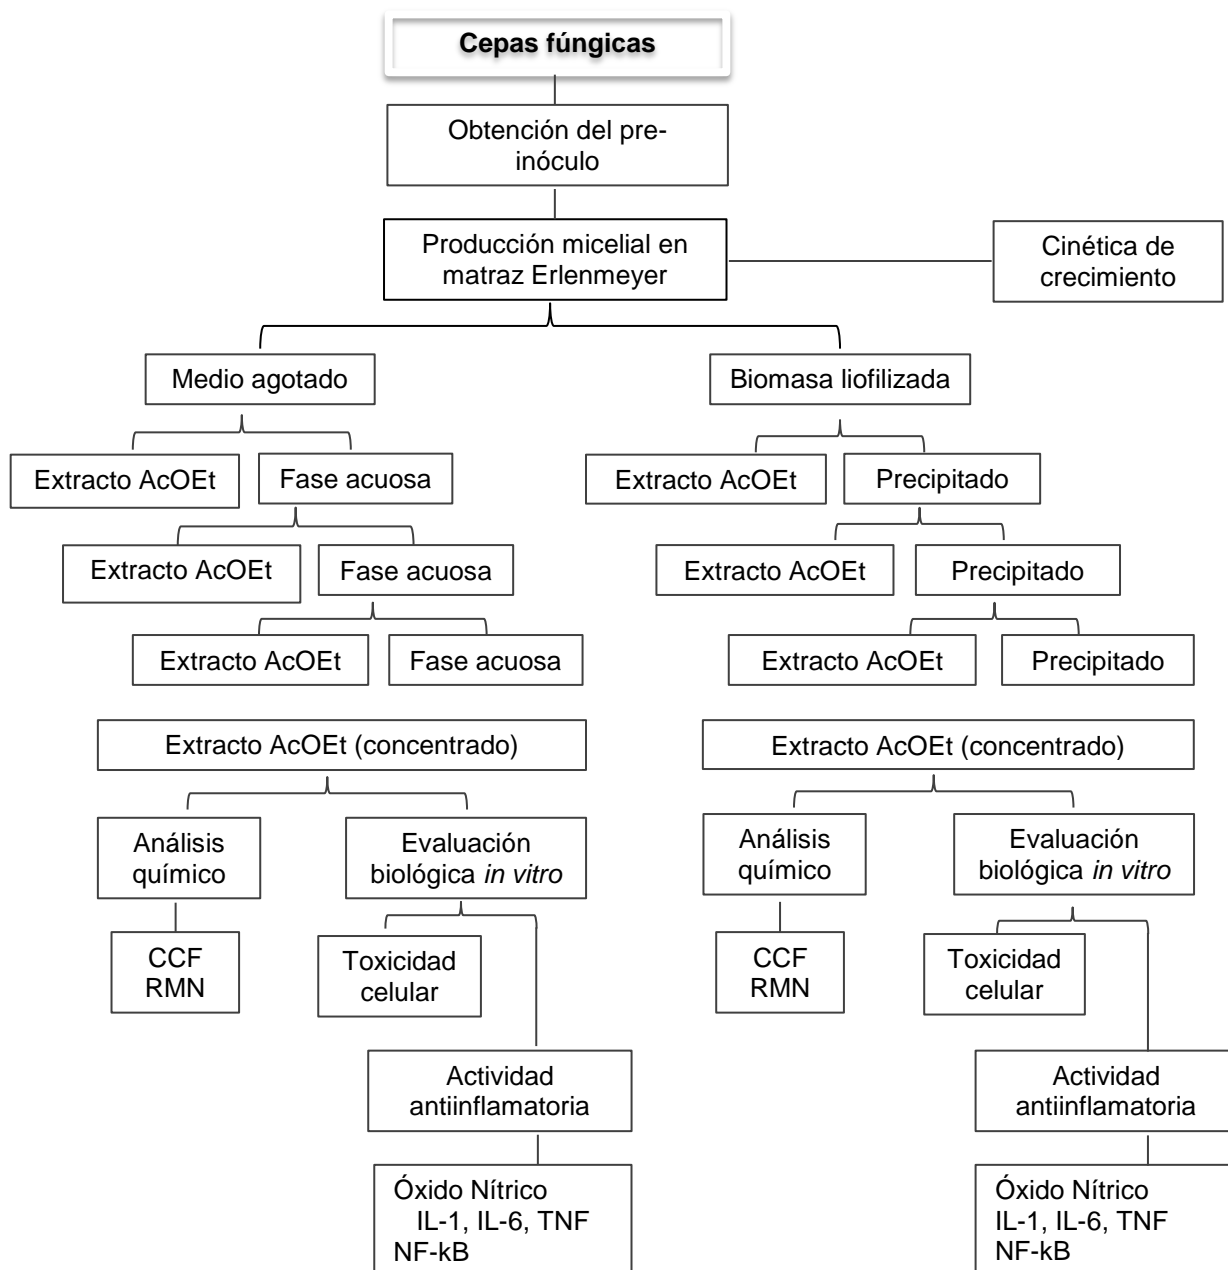 Cepas fúngicas
Obtención del pre-
inóculo
Producción micelial en
matraz Erlenmeyer
Cinética de
crecimiento
Medio agotado
Biomasa liofilizada
Extracto AcOEt
Fase acuosa
Extracto AcOEt
Precipitado
Extracto AcOEt
Fase acuosa
Extracto AcOEt
Precipitado
Extracto AcOEt
Fase acuosa
Extracto AcOEt
Precipitado
Extracto AcOEt (concentrado)
Extracto AcOEt (concentrado)
Análisis
químico
Evaluación
biológica in vitro
Análisis
químico
Evaluación
biológica in vitro
CCF
RMN
Toxicidad
celular
CCF
RMN
Toxicidad
celular
Actividad
antiinflamatoria
Actividad
antiinflamatoria
Óxido Nítrico
IL-1, IL-6, TNF
NF-kB
Óxido Nítrico
IL-1, IL-6, TNF
NF-kB